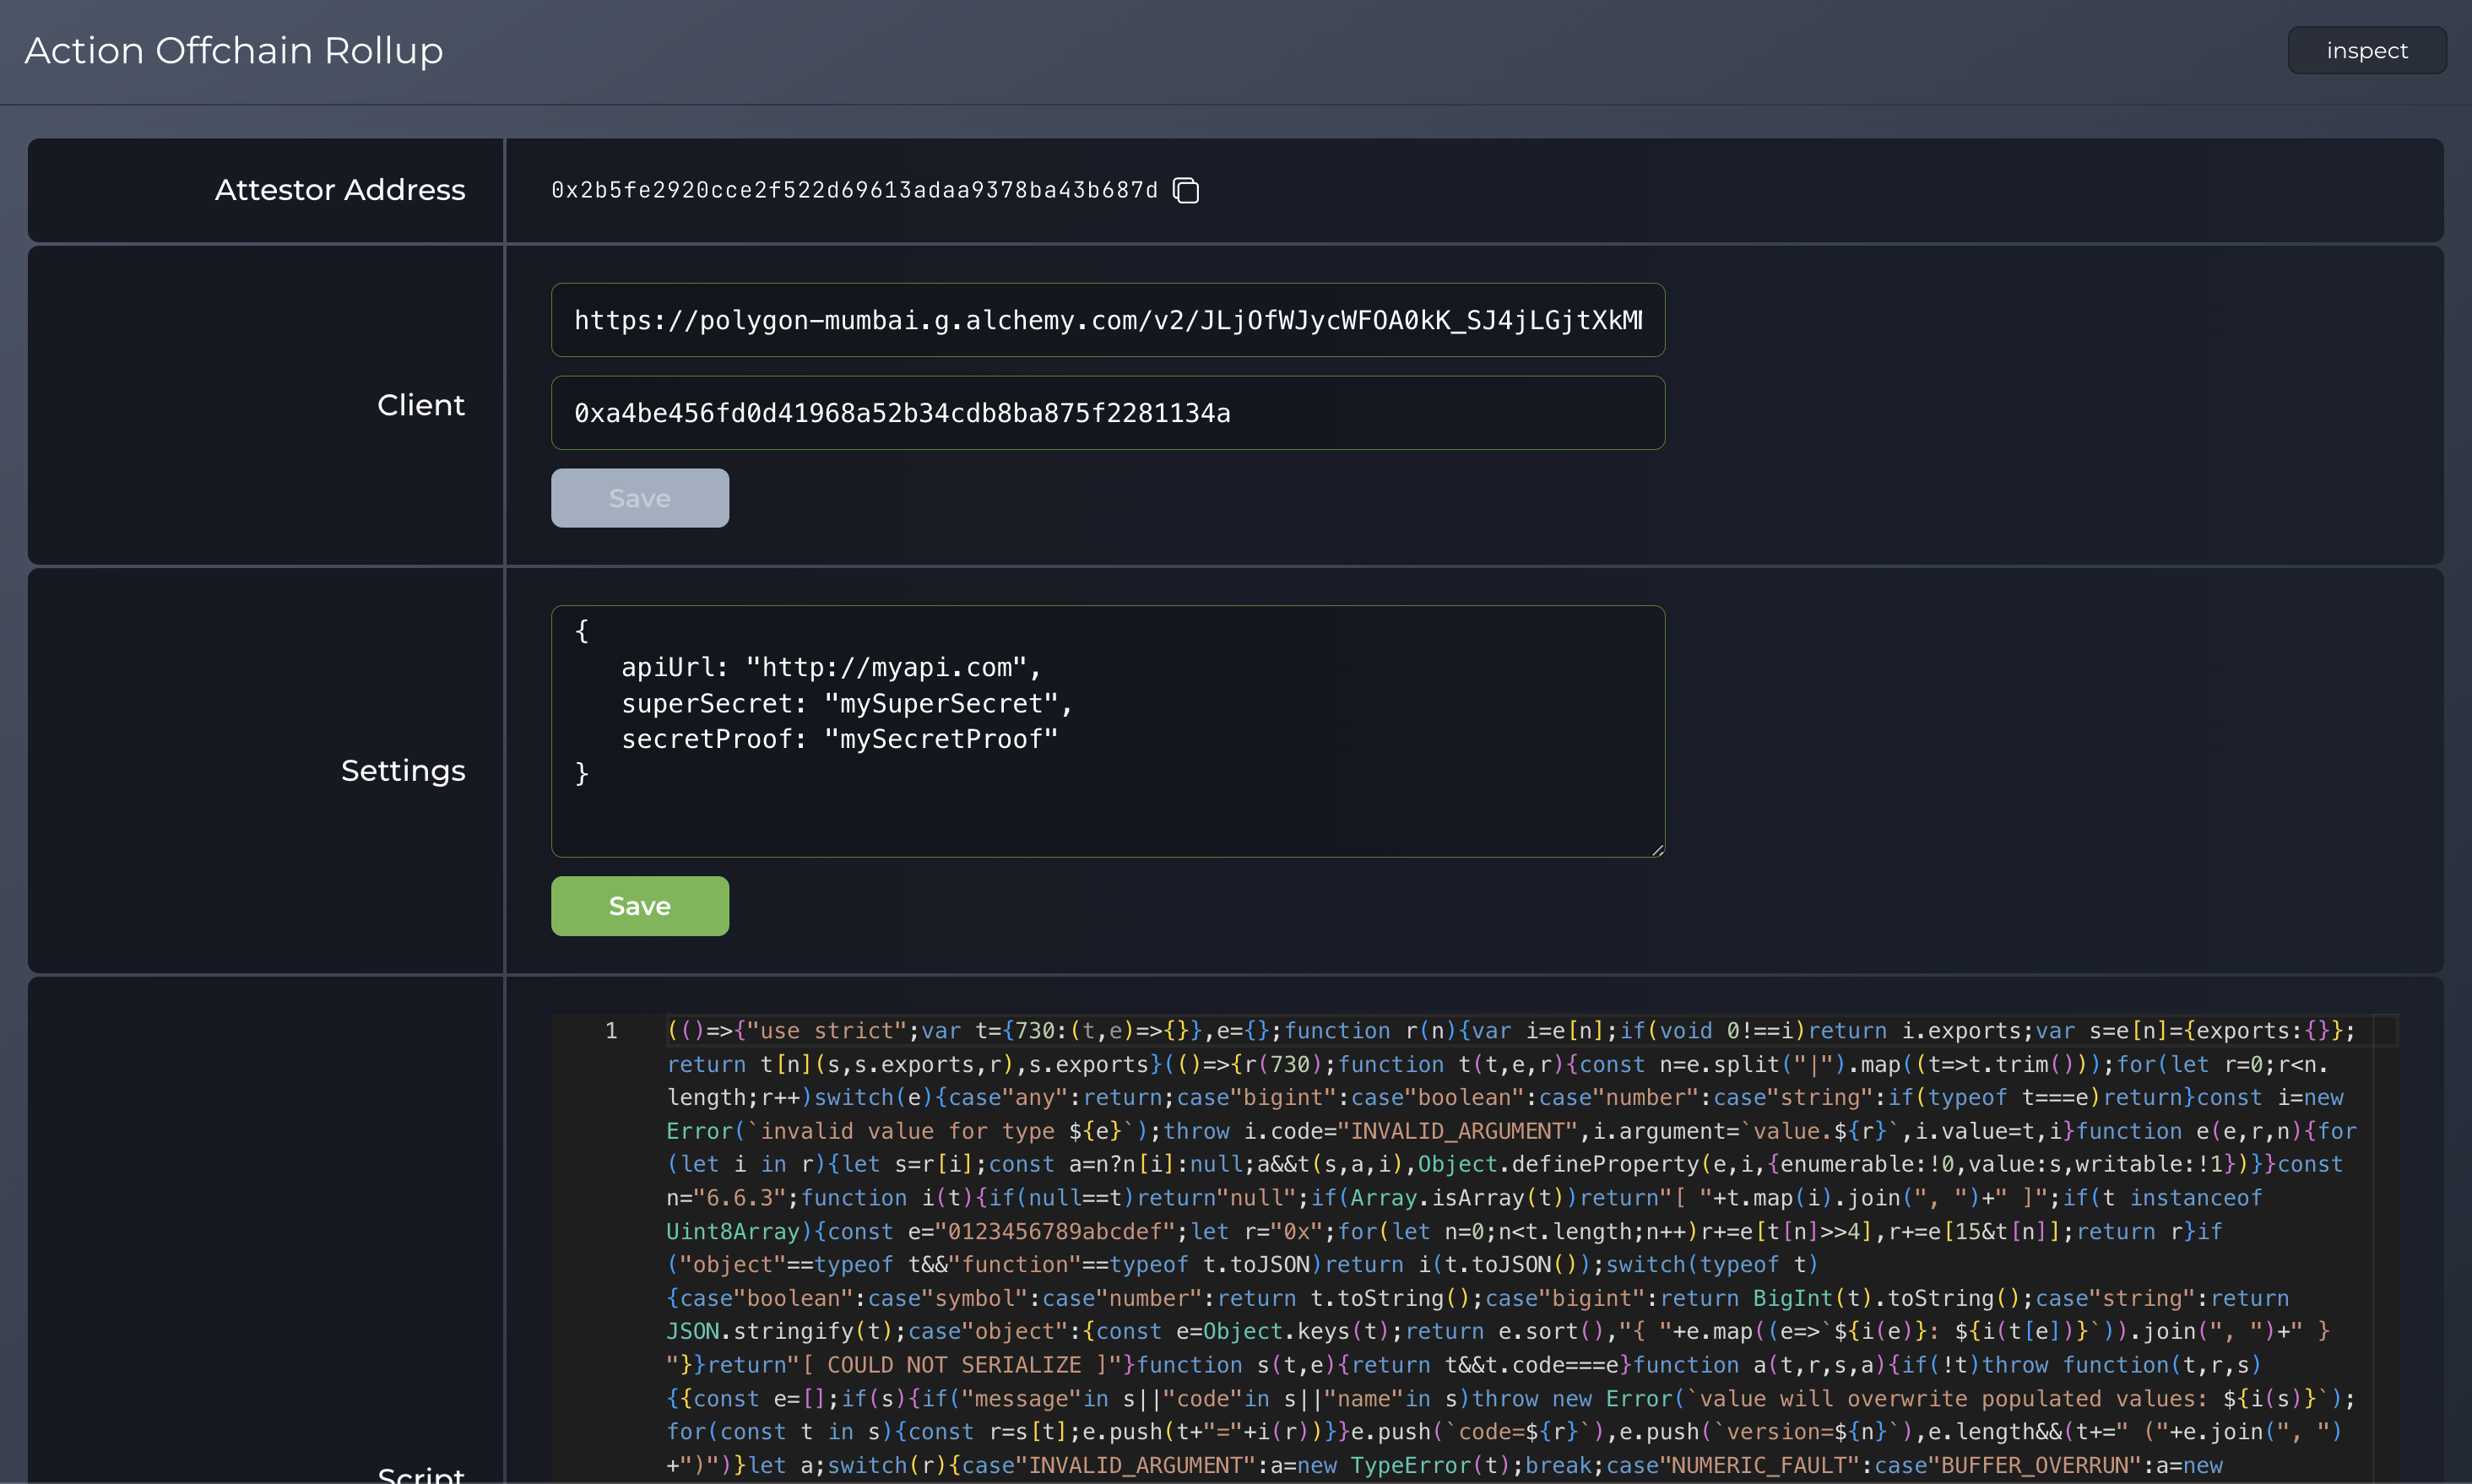 Action Offchain Rollup
inspect
Attestor Address
0x2b5fe2920cce2f522d69613adaa9378ba43b687d
Client
https://polygon-mumbai.g.alchemy.com/v2/JLjOfWJycWFOA0kK_SJ4jLGjtXkM
0xa4be456fd0d41968a52b34cdb8ba875f2281134a
Save
Settings
{
apiUrl: "http://myapi.com",
superSecret: "mySuperSecret",
secretProof: "mySecretProof"
}
Save
Script
1
(()=>{"use strict";var t={730:(t,e)=>{}},e={};function r(n){var i=e[n];if(void 0!==i)return i.exports;var s=e[n]={exports:{}};
return t[n](s,s.exports,r),s.exports}(()=>{r(730);function t(t,e,r){const n=e.split("|").map((t=>t.trim()));for(let r=0;r<n.
length;r++)switch(e){case"any":return;case"bigint":case"boolean":case"number":case"string":if(typeof t===e)return}const i=new
Error(`invalid value for type ${e}`);throw i.code="INVALID_ARGUMENT",i.argument=`value.${r}`,i.value=t,i}function e(e,r,n){for
(let i in r){let s=r[i];const a=n?n[i]:null;a&&t(s,a,i),Object.defineProperty(e,i,{enumerable:!0,value:s,writable:!1})}}const
n="6.6.3";function i(t){if(null==t)return"null";if(Array.isArray(t))return"[ "+t.map(i).join(", ")+" ]";if(t instanceof
Uint8Array){const e="0123456789abcdef";let r="0x";for(let n=0;n<t.length;n++)r+=e[t[n]>>4],r+=e[15&t[n]];return r}if
("object"==typeof t&&"function"==typeof t.toJSON)return i(t.toJSON());switch(typeof t)
{case"boolean":case"symbol":case"number":return t.toString();case"bigint":return BigInt(t).toString();case"string":return
JSON.stringify(t);case"object":{const e=Object.keys(t);return e.sort(),"{ "+e.map((e=>`${i(e)}: ${i(t[e])}`)).join(", ")+" }
"}}return"[ COULD NOT SERIALIZE ]"}function s(t,e){return t&&t.code===e}function a(t,r,s,a){if(!t)throw function(t,r,s)
{{const e=[];if(s){if("message"in s||"code"in s||"name"in s)throw new Error(`value will overwrite populated values: ${i(s)}`);
for(const t in s){const r=s[t];e.push(t+"="+i(r))}}e.push(`code=${r}`),e.push(`version=${n}`),e.length&&(t+=" ("+e.join(", ")
+")")}let a;switch(r){case"INVALID_ARGUMENT":a=new TypeError(t);break;case"NUMERIC_FAULT":case"BUFFER_OVERRUN":a=new